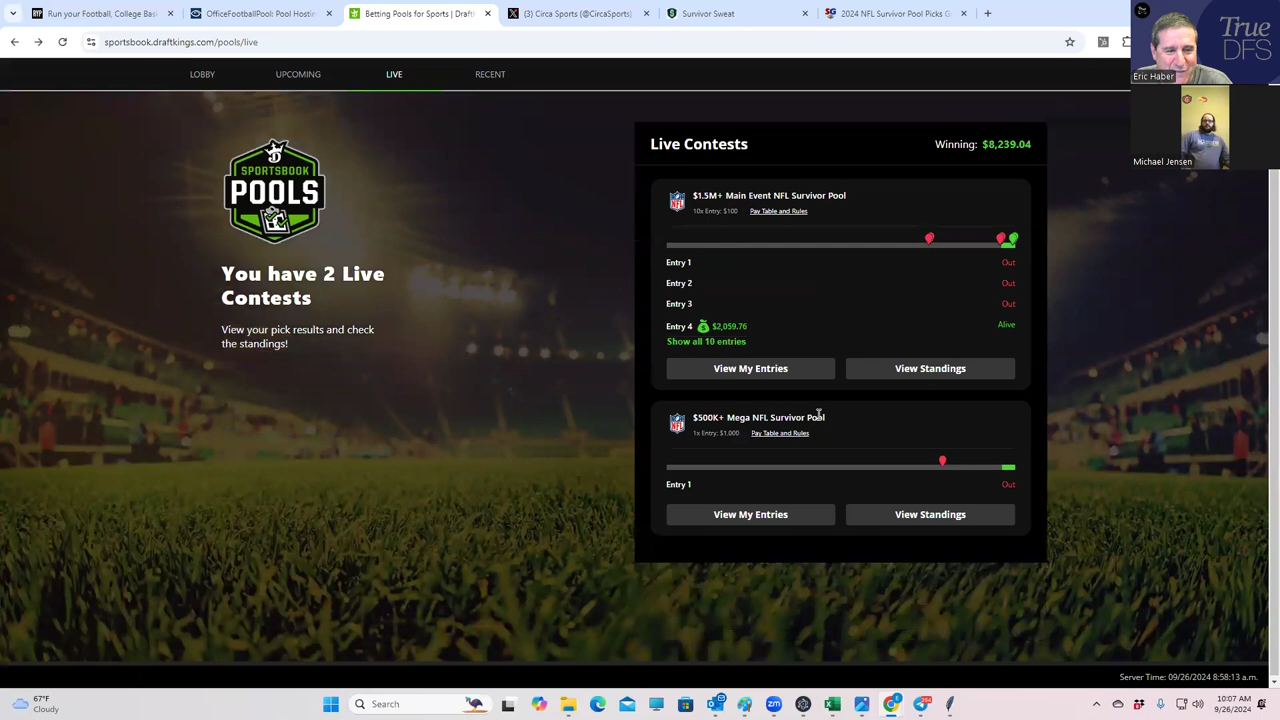 Run your Football, College Bask
OfficeFootballPools: Pool Hostin
Betting Pools for Sports | Draft
(3) Circa Sports (@CircaSports)
Survivor Sweat
2024 NFL Survivor Pool Picks G
sportsbook.draftkings.com/pools/live
True
DFS
Eric Haber
Michael Jensen
LOBBY
UPCOMING
LIVE
RECENT
SPORTSBOOK
POOLS
You have 2 Live
Contests
View your pick results and check
the standings!
Live Contests
Winning: $8,239.04
$1.5M+ Main Event NFL Survivor Pool
10x Entry: $100 Pay Table and Rules
Entry 1 Out
Entry 2 Out
Entry 3 Out
Entry 4 $2,059.76 Alive
Show all 10 entries
View My Entries
View Standings
$500K+ Mega NFL Survivor Pool
1x Entry: $1,000 Pay Table and Rules
Entry 1 Out
View My Entries
View Standings
Server Time: 09/26/2024 8:58:13 a.m.
67°F
Cloudy
Search
10:07 AM
9/26/2024